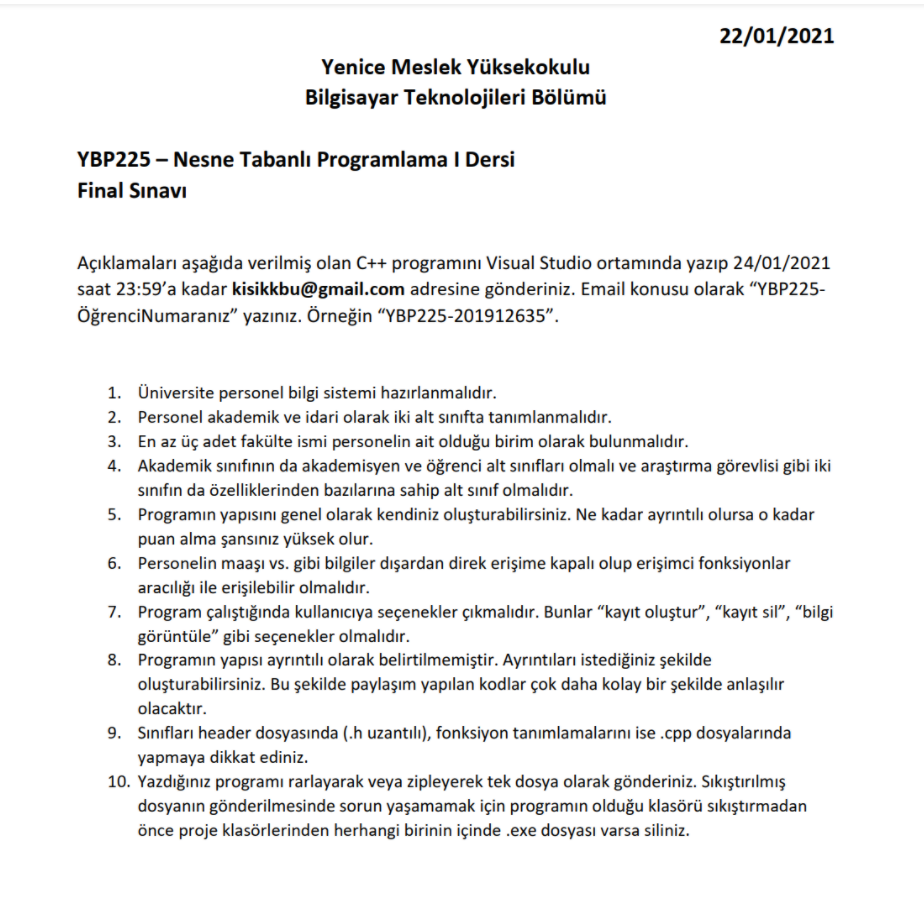 22/01/2021
Yenice Meslek Yüksekokulu
Bilgisayar Teknolojileri Bölümü
YBP225 – Nesne Tabanlı Programlama I Dersi
Final Sınavı
Açıklamaları aşağıda verilmiş olan C++ programını Visual Studio ortamında yazıp 24/01/2021
saat 23:59’a kadar kisikkbu@gmail.com adresine gönderiniz. Email konusu olarak “YBP225-
ÖğrenciNumaranız” yazınız. Örneğin “YBP225-201912635”.
1. Üniversite personel bilgi sistemi hazırlanmalıdır.
2. Personel akademik ve idari olarak iki alt sınıfta tanımlanmalıdır.
3. En az üç adet fakülte ismi personelin ait olduğu birim olarak bulunmalıdır.
4. Akademik sınıfının da akademisyen ve öğrenci alt sınıfları olmalı ve araştırma görevlisi gibi iki
sınıfın da özelliklerinden bazılarına sahip alt sınıf olmalıdır.
5. Programın yapısını genel olarak kendiniz oluşturabilirsiniz. Ne kadar ayrıntılı olursa o kadar
puan alma şansınız yüksek olur.
6. Personelin maaşı vs. gibi bilgiler dışardan direk erişime kapalı olup erişimci fonksiyonlar
aracılığı ile erişilebilir olmalıdır.
7. Program çalıştığında kullanıcıya seçenekler çıkmalıdır. Bunlar “kayıt oluştur”, “kayıt sil”, “bilgi
görüntüle” gibi seçenekler olmalıdır.
8. Programın yapısı ayrıntılı olarak belirtilmemiştir. Ayrıntıları istediğiniz şekilde
oluşturabilirsiniz. Bu şekilde paylaşım yapılan kodlar çok daha kolay bir şekilde anlaşılır
olacaktır.
9. Sınıfları header dosyasında (.h uzantılı), fonksiyon tanımlamalarını ise .cpp dosyalarında
yapmaya dikkat ediniz.
10. Yazdığınız programı rarlayarak veya zipleyerek tek dosya olarak gönderiniz. Sıkıştırılmış
dosyanın gönderilmesinde sorun yaşamamak için programın olduğu klasörü sıkıştırmadan
önce proje klasörlerinden herhangi birinin içinde .exe dosyası varsa siliniz.